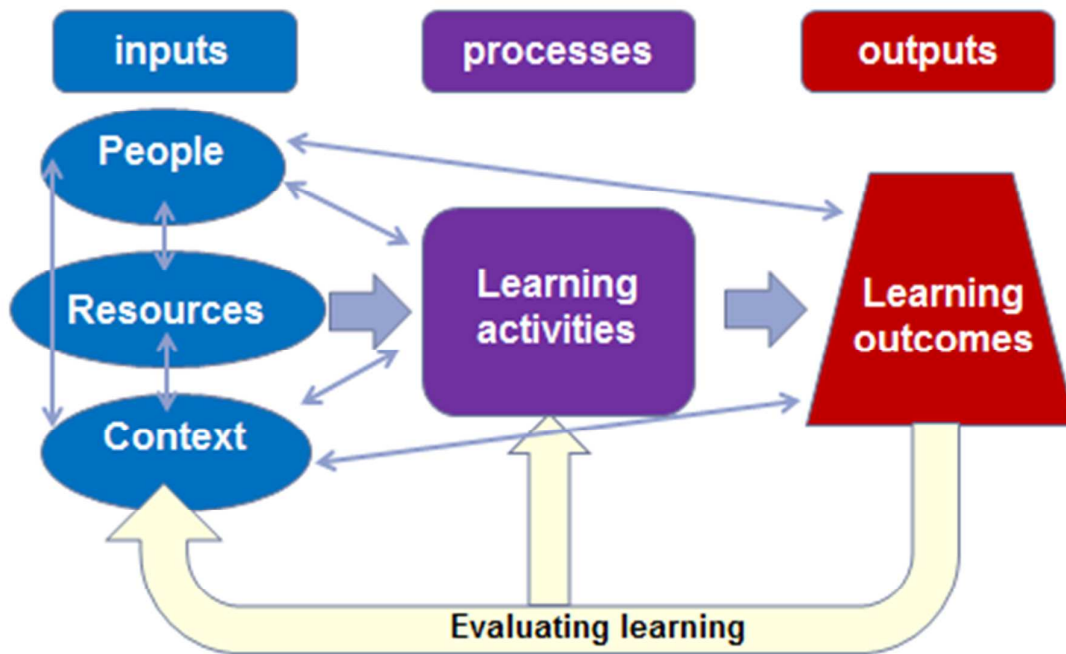 inputs
processes
outputs
People
Resources
Context
Learning
activities
Learning
outcomes
Evaluating learning